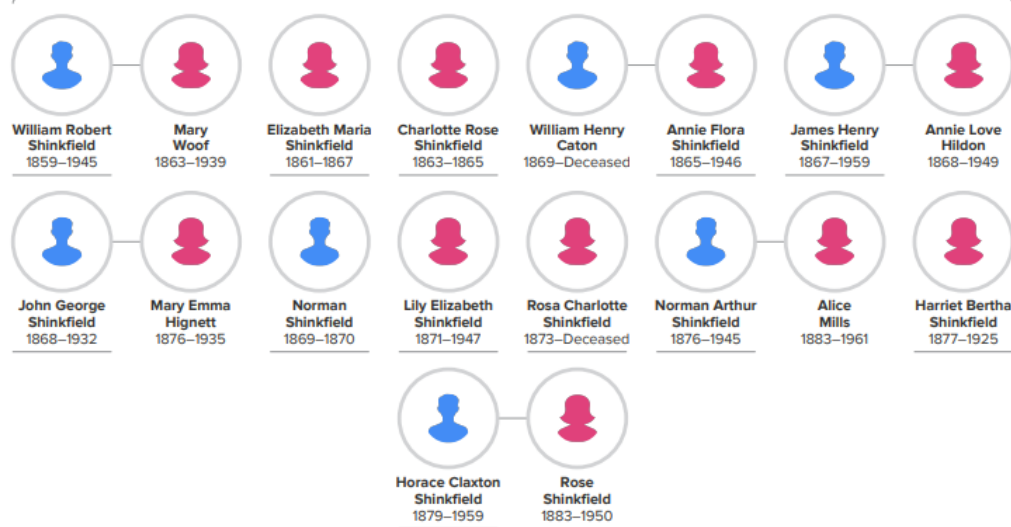 William Robert
Shinkfield
1859–1945
Mary
Woof
1863–1939
Elizabeth Maria
Shinkfield
1861–1867
Charlotte Rose
Shinkfield
1863–1865
William Henry
Caton
1869–Deceased
Annie Flora
Shinkfield
1865–1946
James Henry
Shinkfield
1867–1959
Annie Love
Hildon
1868–1949
John George
Shinkfield
1868–1932
Mary Emma
Hignett
1876–1935
Norman
Shinkfield
1869–1870
Lily Elizabeth
Shinkfield
1871–1947
Rosa Charlotte
Shinkfield
1873–Deceased
Norman Arthur
Shinkfield
1876–1945
Alice
Mills
1883–1961
Harriet Bertha
Shinkfield
1877–1925
Horace Claxton
Shinkfield
1879–1959
Rose
Shinkfield
1883–1950